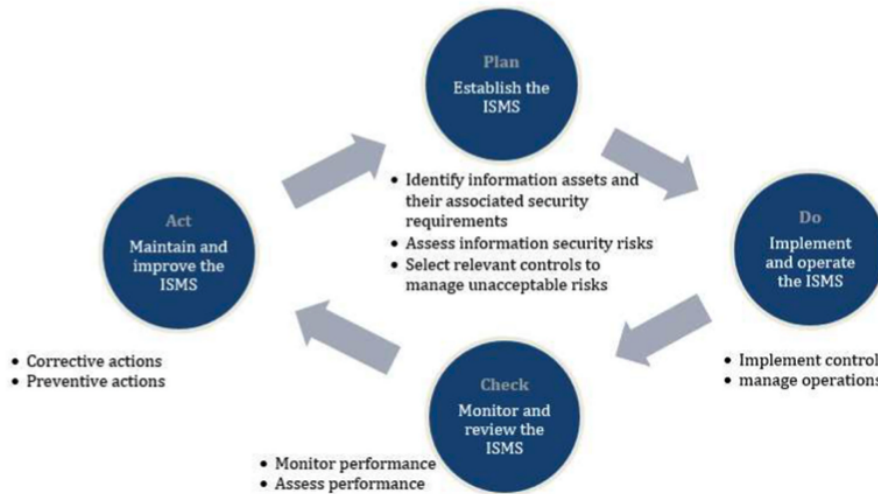 Plan
Establish the
ISMS
• Identify information assets and
their associated security
requirements
• Assess information security risks
• Select relevant controls to
manage unacceptable risks
Do
Implement
and operate
the ISMS
• Implement control
• manage operations
Check
Monitor and
review the
ISMS
• Monitor performance
• Assess performance
Act
Maintain and
improve the
ISMS
• Corrective actions
• Preventive actions